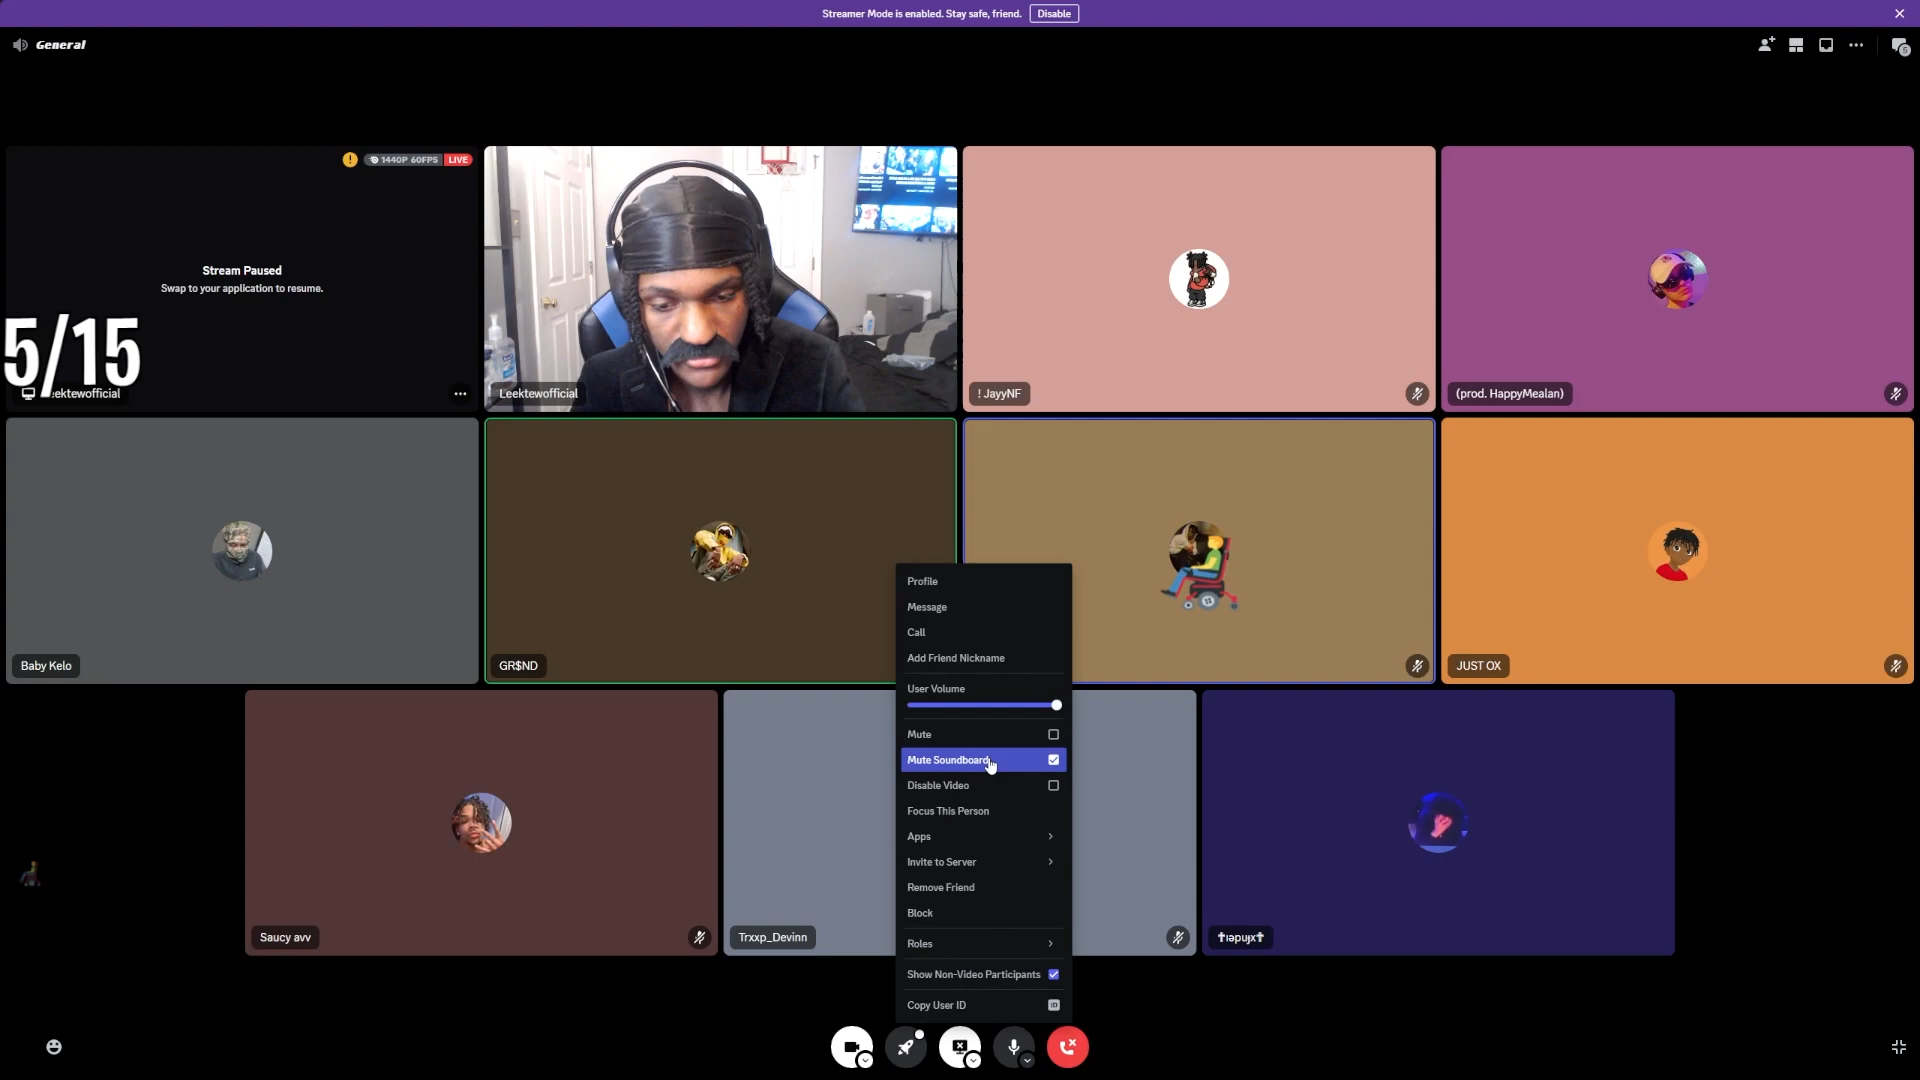 Streamer Mode is enabled. Stay safe, friend. Disable
General
1440P 60FPS LIVE
Stream Paused
Swap to your application to resume.
5/15
eektewofficial
Leektewofficial
! JayyNF
(prod. HappyMealan)
Baby Kelo
GR$ND
JUST OX
Profile
Message
Call
Add Friend Nickname
User Volume
Mute
Mute Soundboard
Disable Video
Focus This Person
Apps
Invite to Server
Remove Friend
Block
Roles
Show Non-Video Participants
Copy User ID
ID
Saucy avv
Trxxp_Devinn